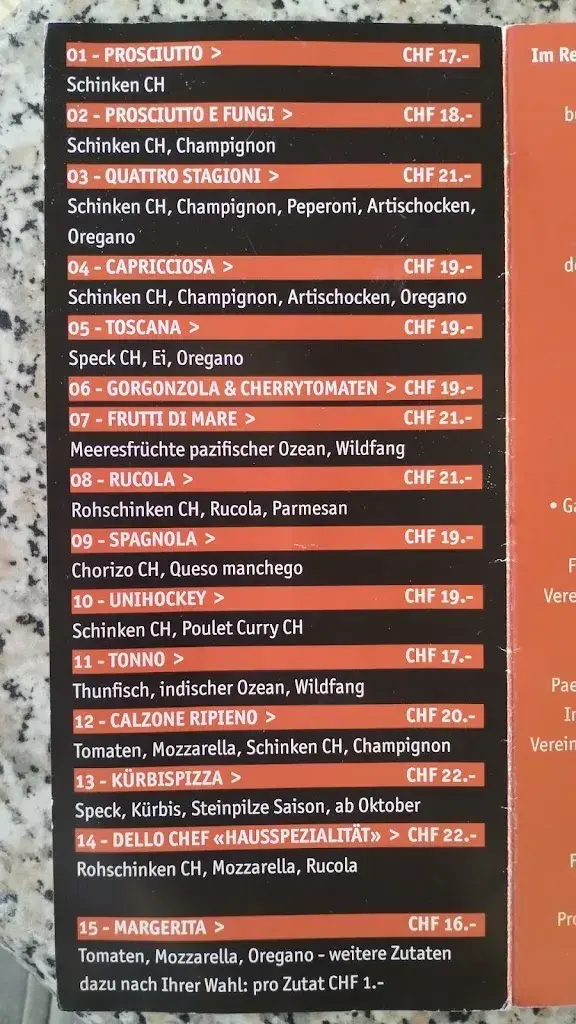 01 - PROSCIUTTO > CHF 17.-
Schinken CH
02 - PROSCIUTTO E FUNGI > CHF 18.-
Schinken CH, Champignon
03 - QUATTRO STAGIONI > CHF 21.-
Schinken CH, Champignon, Peperoni, Artischocken,
Oregano
04 - CAPRICCIOSA > CHF 19.-
Schinken CH, Champignon, Artischocken, Oregano
05 - TOSCANA > CHF 19.-
Speck CH, Ei, Oregano
06 - GORGONZOLA & CHERRYTOMATEN > CHF 19.-
07 - FRUTTI DI MARE > CHF 21.-
Meeresfrüchte pazifischer Ozean, Wildfang
08 - RUCOLA > CHF 21.-
Rohschinken CH, Rucola, Parmesan
09 - SPAGNOLA > CHF 19.-
Chorizo CH, Queso manchego
10 - UNIHOCKEY > CHF 19.-
Schinken CH, Poulet Curry CH
11 - TONNO > CHF 17.-
Thunfisch, indischer Ozean, Wildfang
12 - CALZONE RIPIENO > CHF 20.-
Tomaten, Mozzarella, Schinken CH, Champignon
13 - KÜRBISPIZZA > CHF 22.-
Speck, Kürbis, Steinpilze Saison, ab Oktober
14 - DELLO CHEF «HAUSSPEZIALITÄT» > CHF 22.-
Rohschinken CH, Mozzarella, Rucola
15 - MARGERITA > CHF 16.-
Tomaten, Mozzarella, Oregano - weitere Zutaten
dazu nach Ihrer Wahl: pro Zutat CHF 1.-
Im